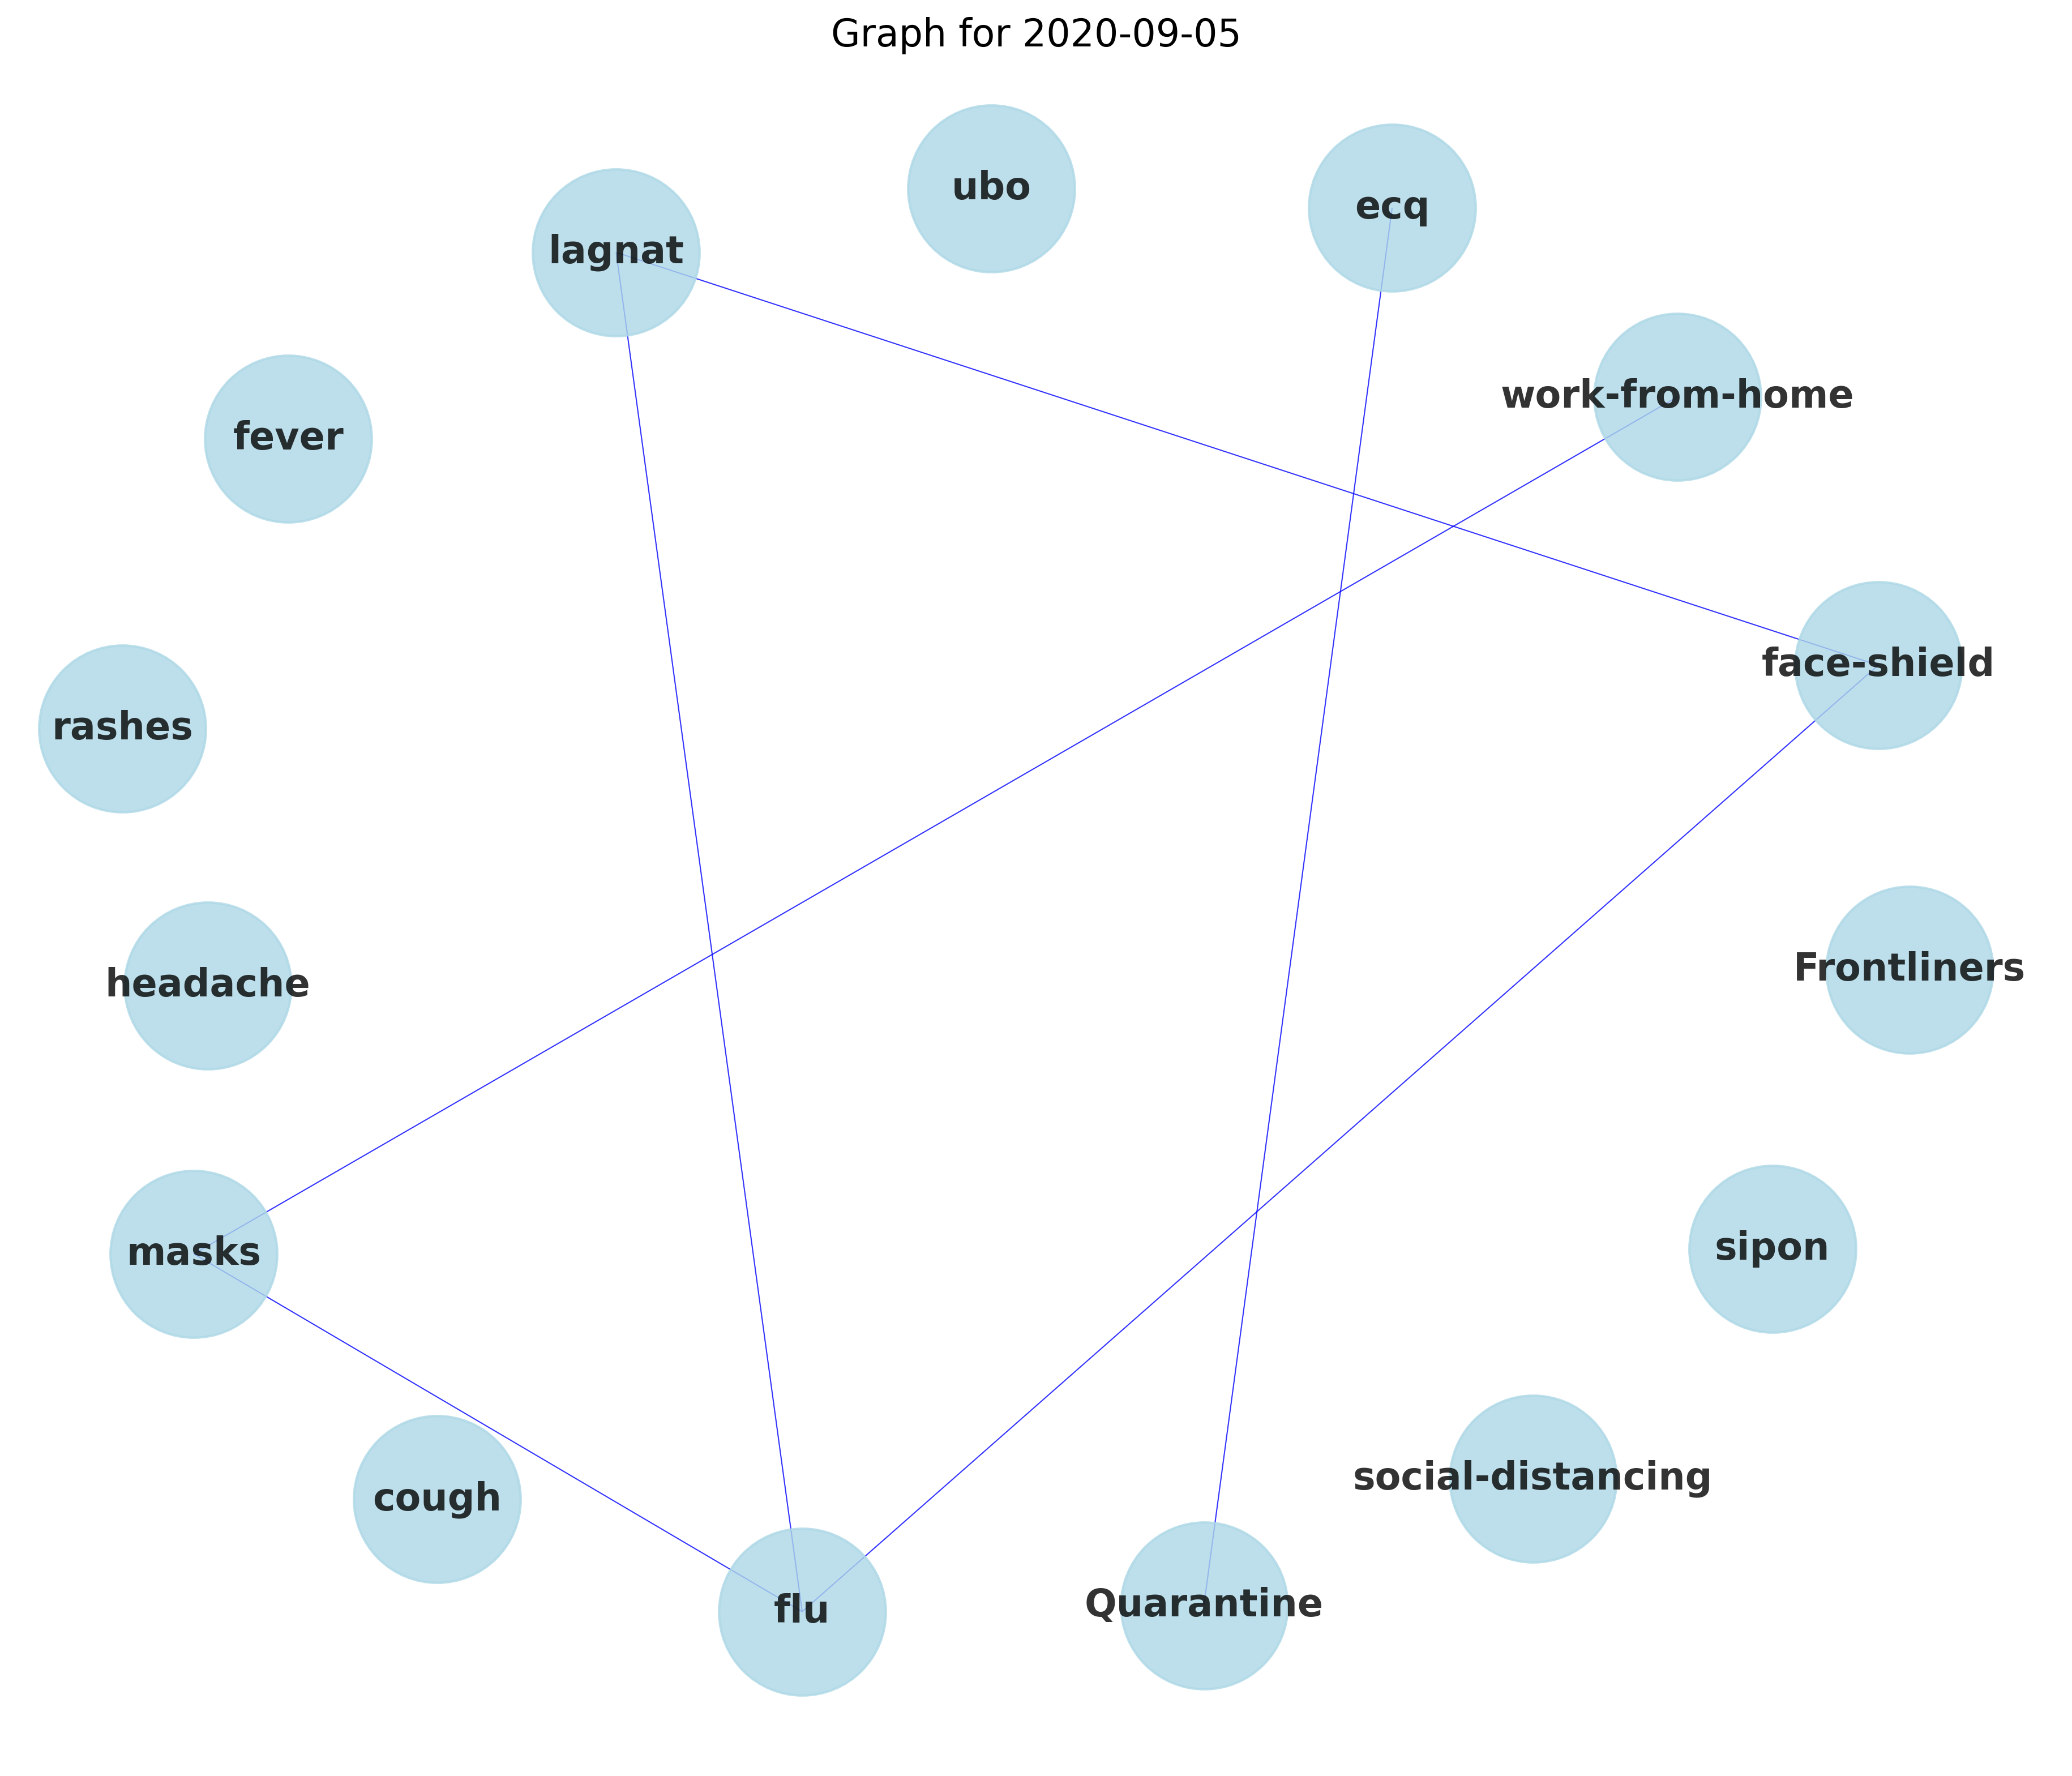 Graph for 2020-09-05
ubo
ecq
lagnat
work-from-home
fever
face-shield
rashes
Frontliners
headache
sipon
masks
social-distancing
cough
Quarantine
flu